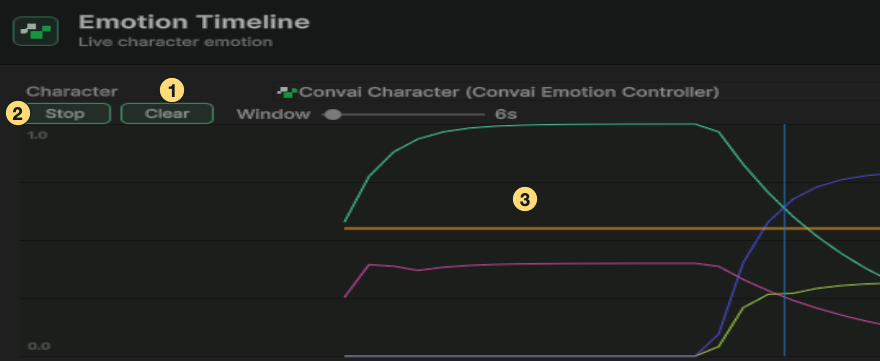 Emotion Timeline
Live character emotion
Character
Convai Character (Convai Emotion Controller)
1
2
Stop
Clear
Window
6s
1.0
3
0.0